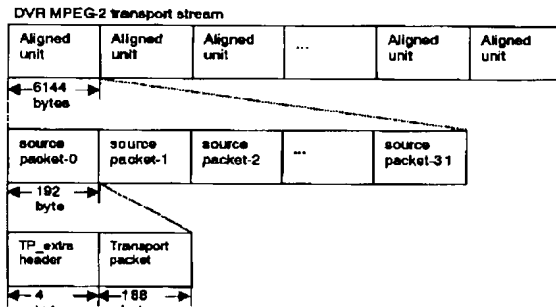 DVR MPEG-2 transport stream
Aligned unit
Aligned unit
Aligned unit
...
Aligned unit
Aligned unit
6144
bytes
source packet-0
source packet-1
source packet-2
...
source packet-31
192
byte
TP_extra header
Transport packet
4
188